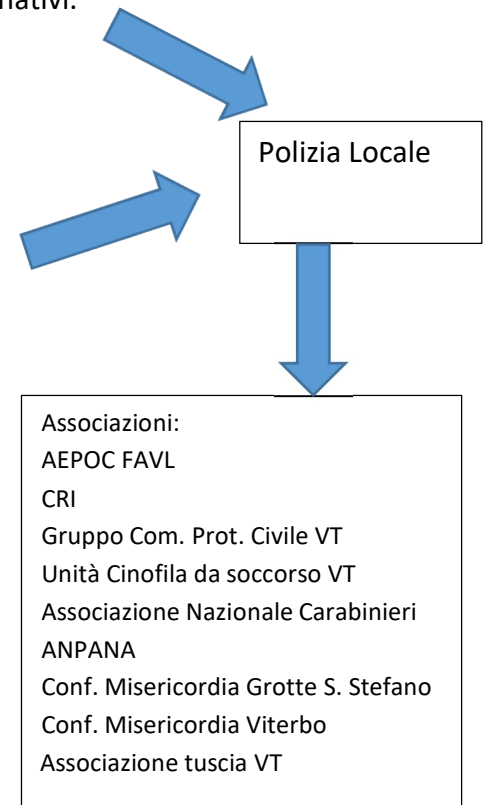 Polizia Locale
Associazioni:
AEPOC FAVL
CRI
Gruppo Com. Prot. Civile VT
Unità Cinofila da soccorso VT
Associazione Nazionale Carabinieri
ANPANA
Conf. Misericordia Grotte S. Stefano
Conf. Misericordia Viterbo
Associazione tuscia VT